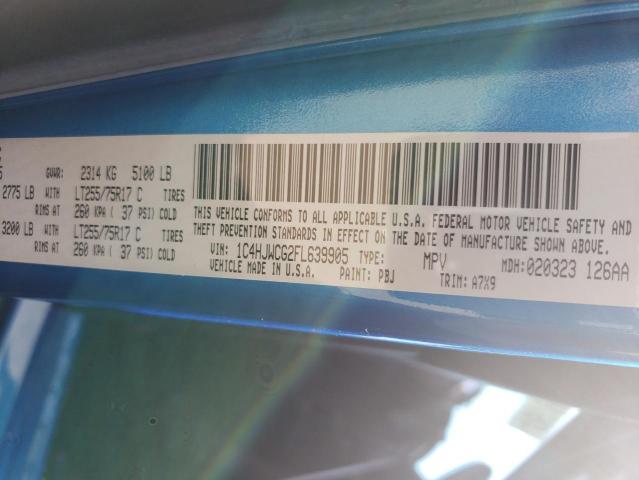 GVWR: 2314 KG 5100 LB
2775 LB WITH LT255/75R17 C TIRES
RIMS AT 260 KPA ( 37 PSI) COLD
3200 LB WITH LT255/75R17 C TIRES
RIMS AT 260 KPA ( 37 PSI) COLD
THIS VEHICLE CONFORMS TO ALL APPLICABLE U.S.A. FEDERAL MOTOR VEHICLE SAFETY AND
THEFT PREVENTION STANDARDS IN EFFECT ON THE DATE OF MANUFACTURE SHOWN ABOVE.
VIN: 1C4HJWCG2FL639905 TYPE: MPV MDH: 020323 126AA
VEHICLE MADE IN U.S.A. PAINT: PBJ TRIM: A7X9